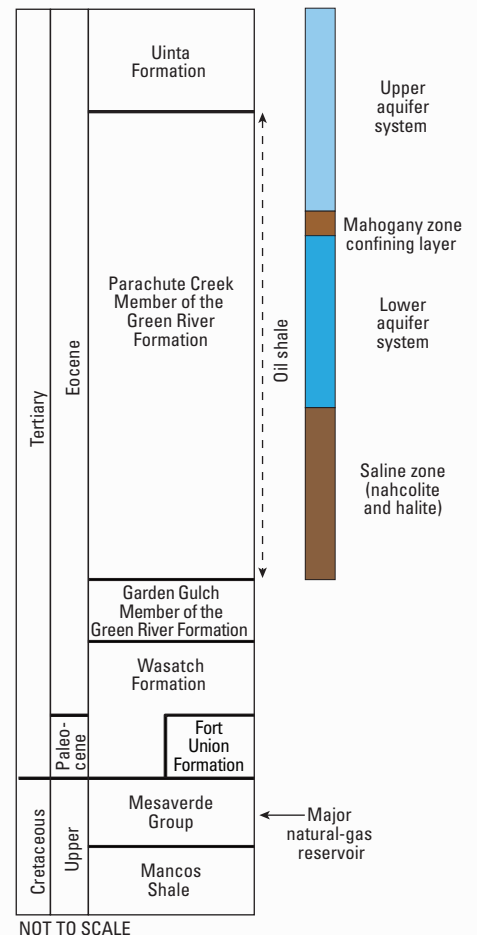 Uinta
Formation
Upper
aquifer
system
Mahogany zone
confining layer
Parachute Creek
Member of the
Green River
Formation
Oil shale
Lower
aquifer
system
Eocene
Tertiary
Saline zone
(nahcolite
and halite)
Garden Gulch
Member of the
Green River Formation
Wasatch
Formation
Paleo-
cene
Fort
Union
Formation
Cretaceous
Upper
Mesaverde
Group
Major
natural-gas
reservoir
Mancos
Shale
NOT TO SCALE